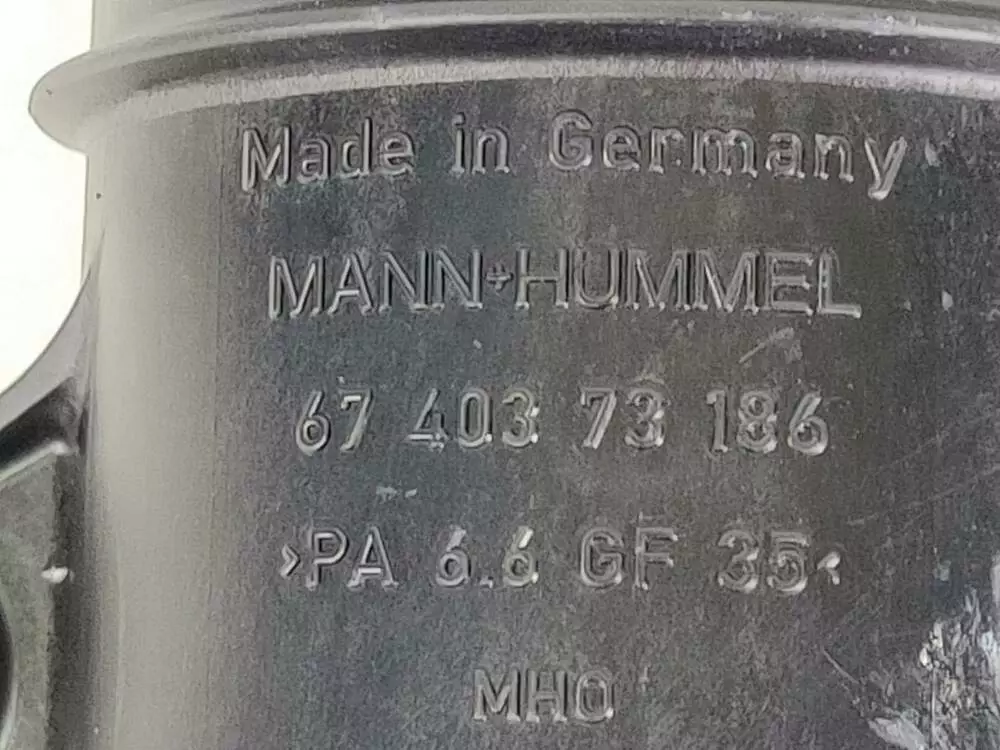 Made in Germany
MANN+HUMMEL
67 403 73 186
>PA 6.6 GF 35<
MHO